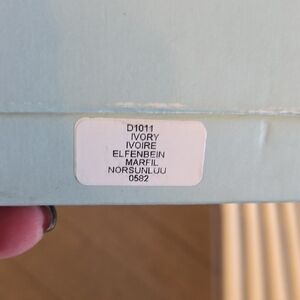 D1011
IVORY
IVOIRE
ELFENBEIN
MARFIL
NORSUNLUU
0582